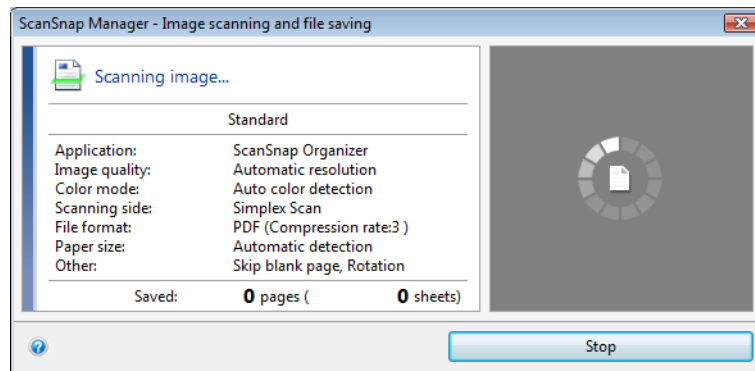 ScanSnap Manager - Image scanning and file saving
Scanning image...
Standard
Application: ScanSnap Organizer
Image quality: Automatic resolution
Color mode: Auto color detection
Scanning side: Simplex Scan
File format: PDF (Compression rate:3 )
Paper size: Automatic detection
Other: Skip blank page, Rotation
Saved: 0 pages ( 0 sheets)
Stop